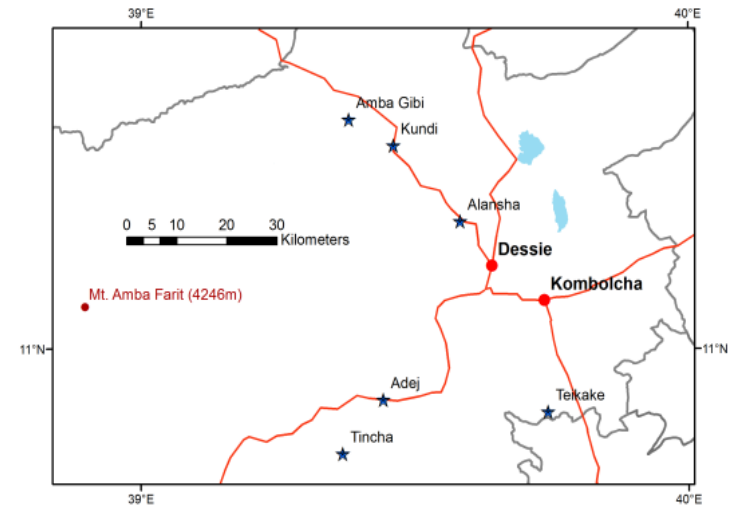 39°E
40°E
Amba Gibi
Kundi
Alansha
0 5 10 20 30
Kilometers
Dessie
Kombolcha
Mt. Amba Farit (4246m)
11°N
11°N
Adej
Terkake
Tincha
39°E
40°E